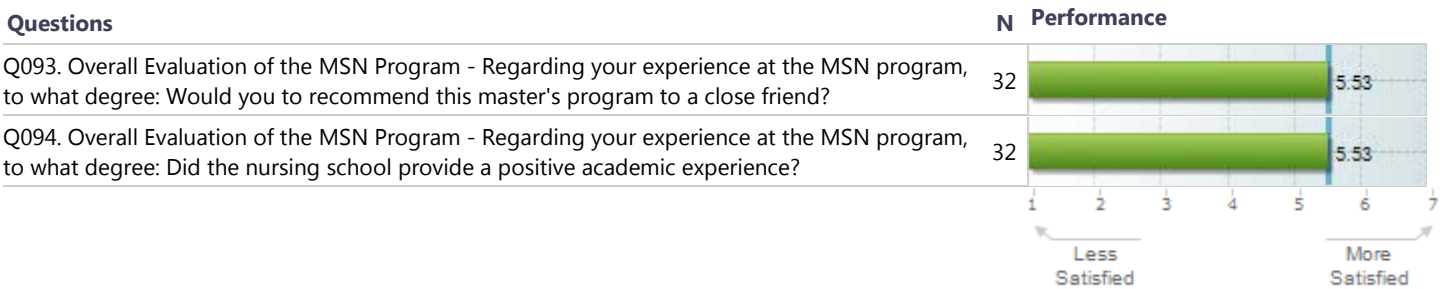 Questions N Performance
Q093. Overall Evaluation of the MSN Program - Regarding your experience at the MSN program,
to what degree: Would you to recommend this master's program to a close friend?
32
5.53
Q094. Overall Evaluation of the MSN Program - Regarding your experience at the MSN program,
to what degree: Did the nursing school provide a positive academic experience?
32
5.53
1 2 3 4 5 6 7
Less
Satisfied
More
Satisfied